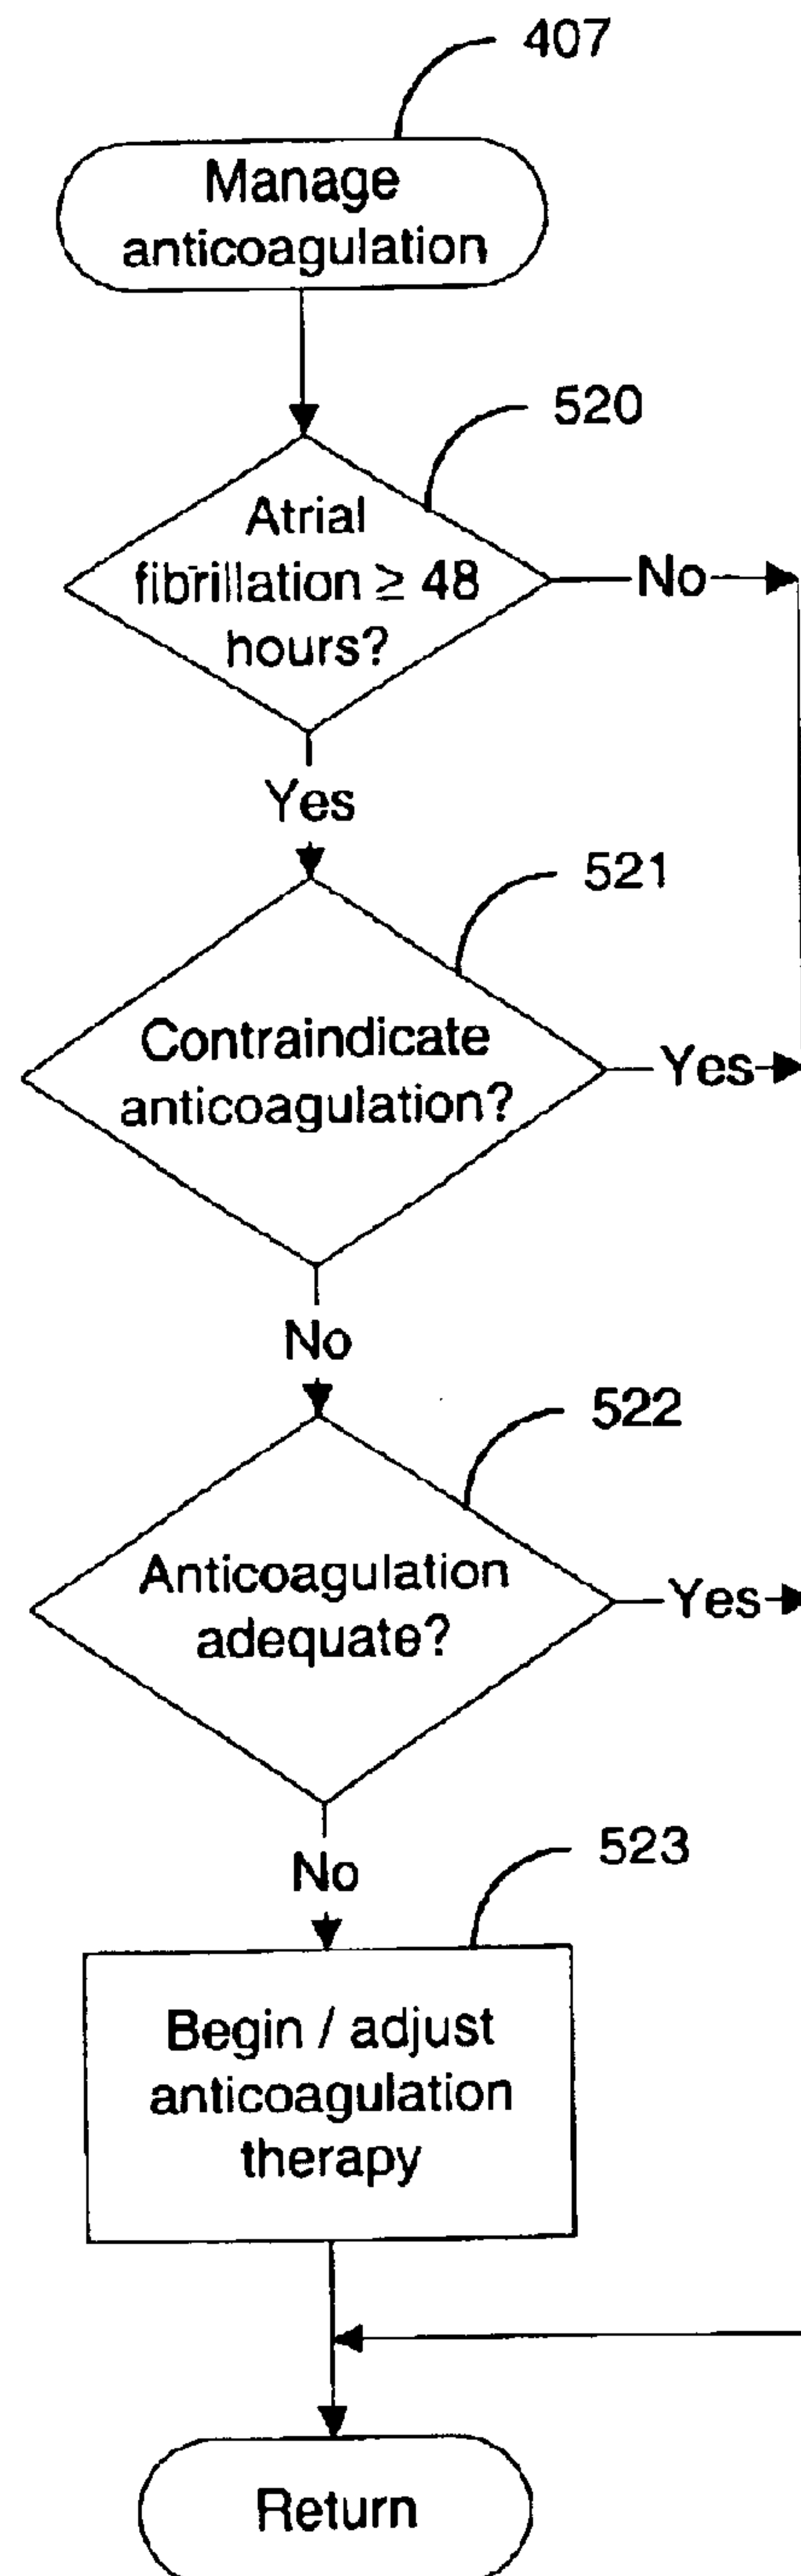 407
Manage
anticoagulation
520
Atrial
fibrillation ≥ 48
hours?
No
Yes
521
Contraindicate
anticoagulation?
Yes
No
522
Anticoagulation
adequate?
Yes
No
523
Begin / adjust
anticoagulation
therapy
Return